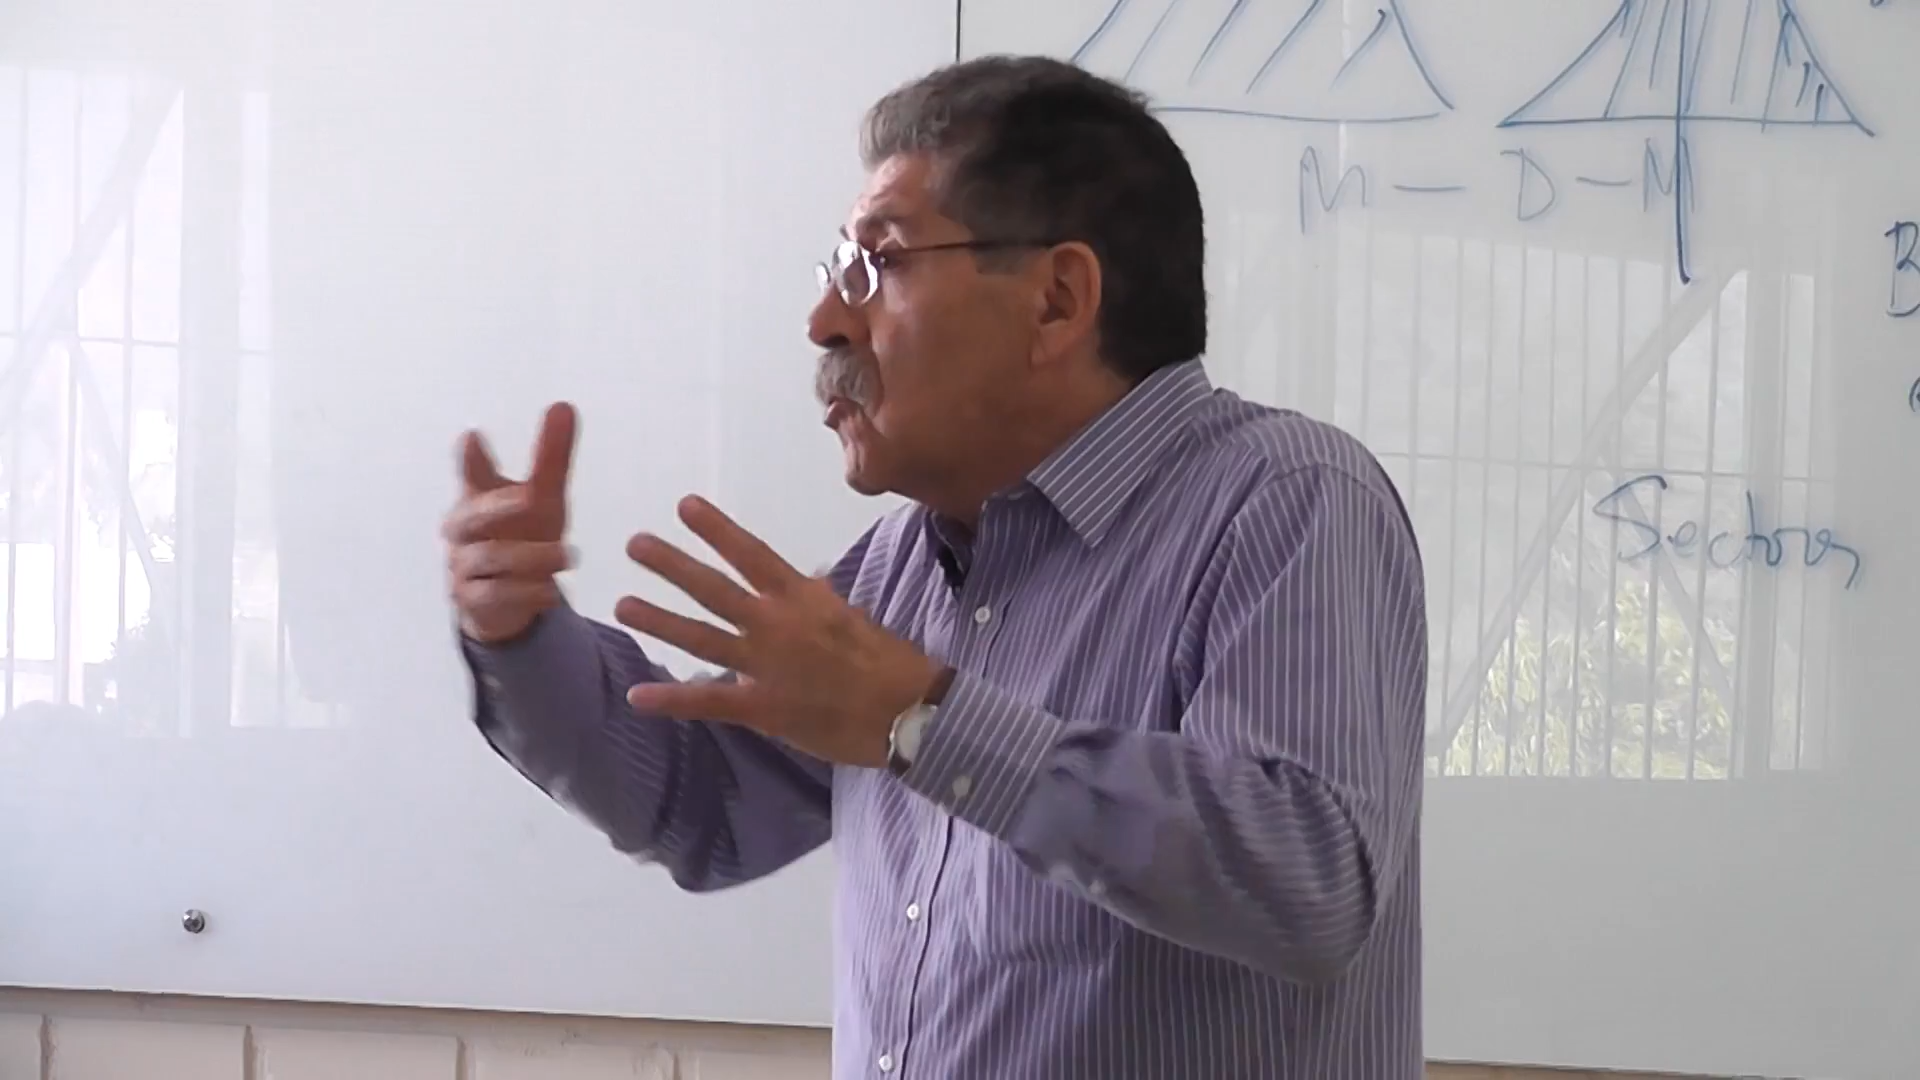 M – D – M
B
Sectores